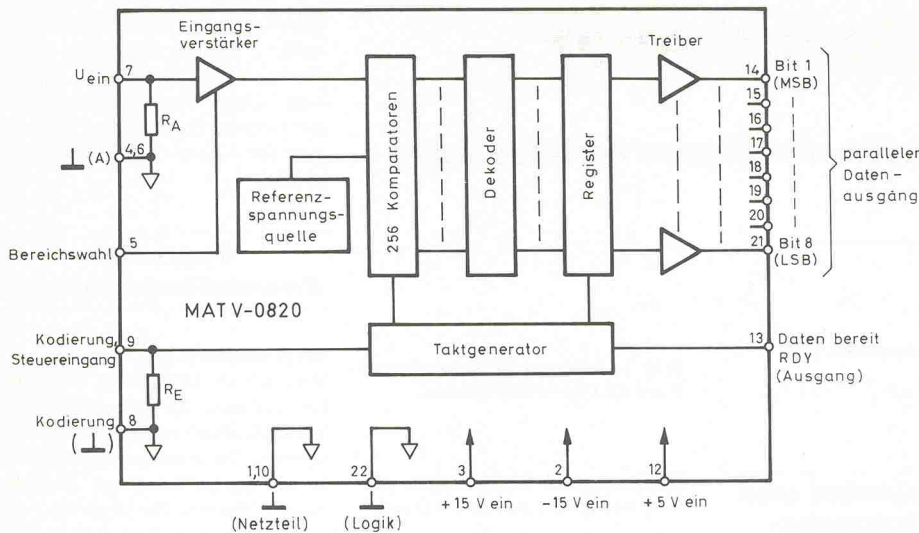 Eingangs-
verstärker
Treiber
Uein
7
RA
⊥ (A)
4,6
Bereichswahl
5
Referenz-
spannungs-
quelle
256 Komparatoren
Dekoder
Register
14
Bit 1
(MSB)
15
16
17
18
19
20
21
Bit 8
(LSB)
paralleler
Daten-
ausgang
MATV-0820
Kodierung,
Steuereingang
9
RE
Kodierung
(⊥)
8
Taktgenerator
13
Daten bereit
RDY
(Ausgang)
1,10
22
3
2
12
(Netzteil)
(Logik)
+15 V ein
-15 V ein
+5 V ein